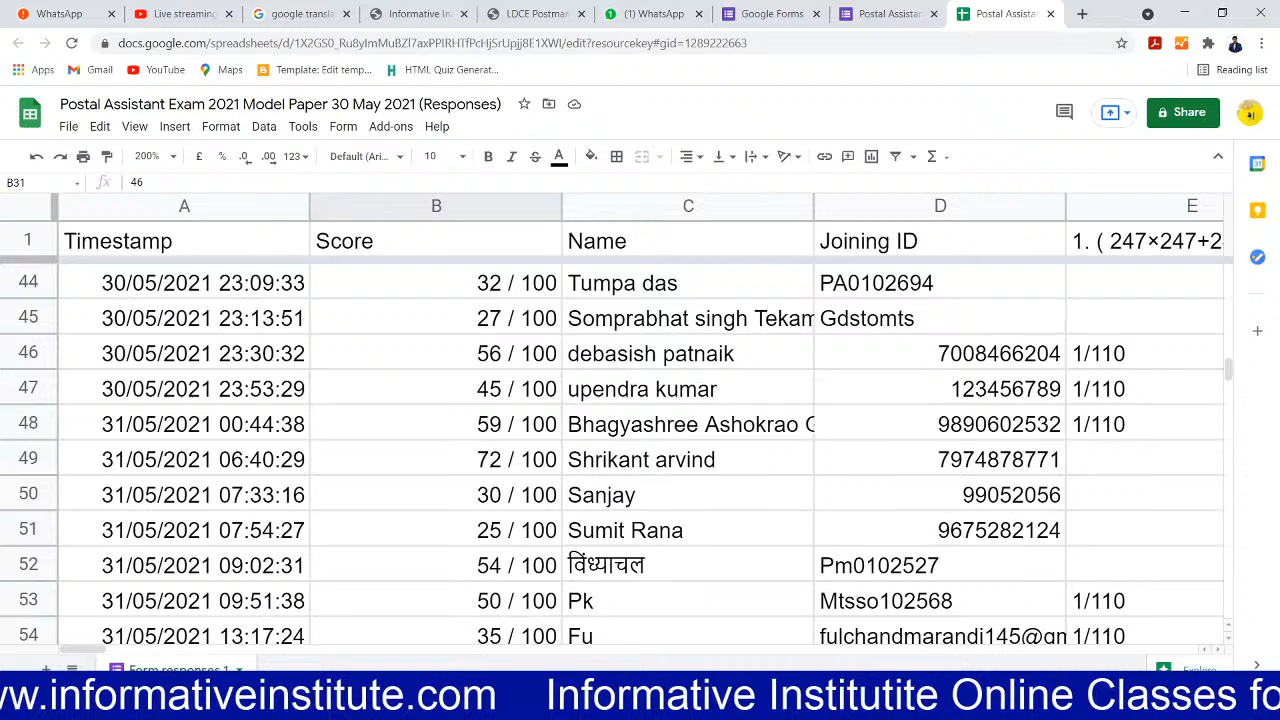 WhatsApp Live streaming google transla Informative In LDCE Postman (1) WhatsApp Google Forms Postal Assistan Postal Assista
docs.google.com/spreadsheets/d/
Apps Gmail YouTube Maps Template: Edit temp... HTML Quiz Generat... Reading list
Postal Assistant Exam 2021 Model Paper 30 May 2021 (Responses)
Share
File Edit View Insert Format Data Tools Form Add-ons Help
200% £ % .0 .00 123 Default (Ari... 10 B I S A Σ
B31 fx 46
A B C D E
1 Timestamp Score Name Joining ID 1. ( 247×247+2
44 30/05/2021 23:09:33 32 / 100 Tumpa das PA0102694
45 30/05/2021 23:13:51 27 / 100 Somprabhat singh Tekam Gdstomts
46 30/05/2021 23:30:32 56 / 100 debasish patnaik 7008466204 1/110
47 30/05/2021 23:53:29 45 / 100 upendra kumar 123456789 1/110
48 31/05/2021 00:44:38 59 / 100 Bhagyashree Ashokrao 9890602532 1/110
49 31/05/2021 06:40:29 72 / 100 Shrikant arvind 7974878771
50 31/05/2021 07:33:16 30 / 100 Sanjay 99052056
51 31/05/2021 07:54:27 25 / 100 Sumit Rana 9675282124
52 31/05/2021 09:02:31 54 / 100 विंध्याचल Pm0102527
53 31/05/2021 09:51:38 50 / 100 Pk Mtsso102568 1/110
54 31/05/2021 13:17:24 35 / 100 Fu fulchandmarandi145@gm 1/110
Form responses 1 Explore
www.informativeinstitute.com Informative Institutite Online Classes fo